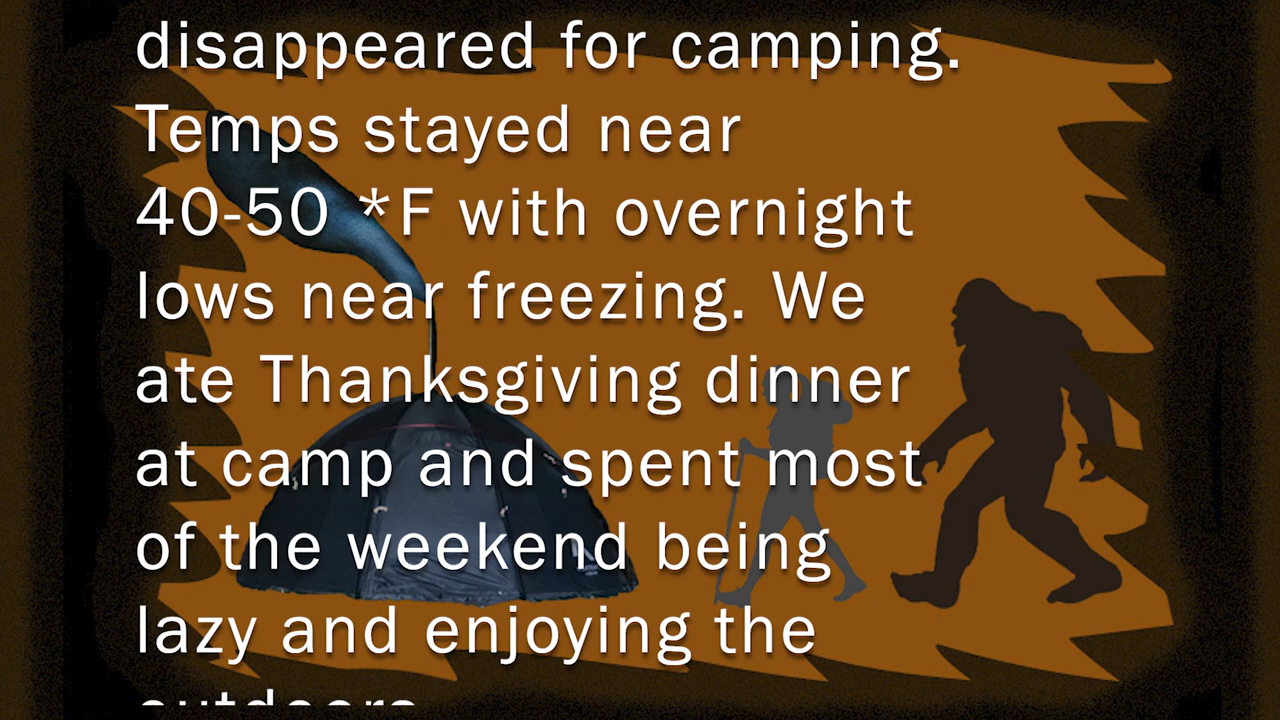 disappeared for camping.
Temps stayed near
40-50 *F with overnight
lows near freezing. We
ate Thanksgiving dinner
at camp and spent most
of the weekend being
lazy and enjoying the